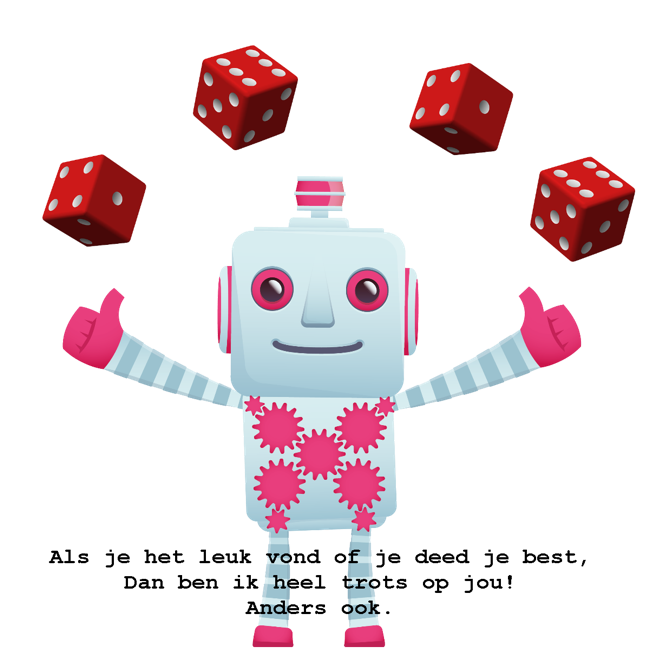 Als je het leuk vond of je deed je best,
Dan ben ik heel trots op jou!
Anders ook.